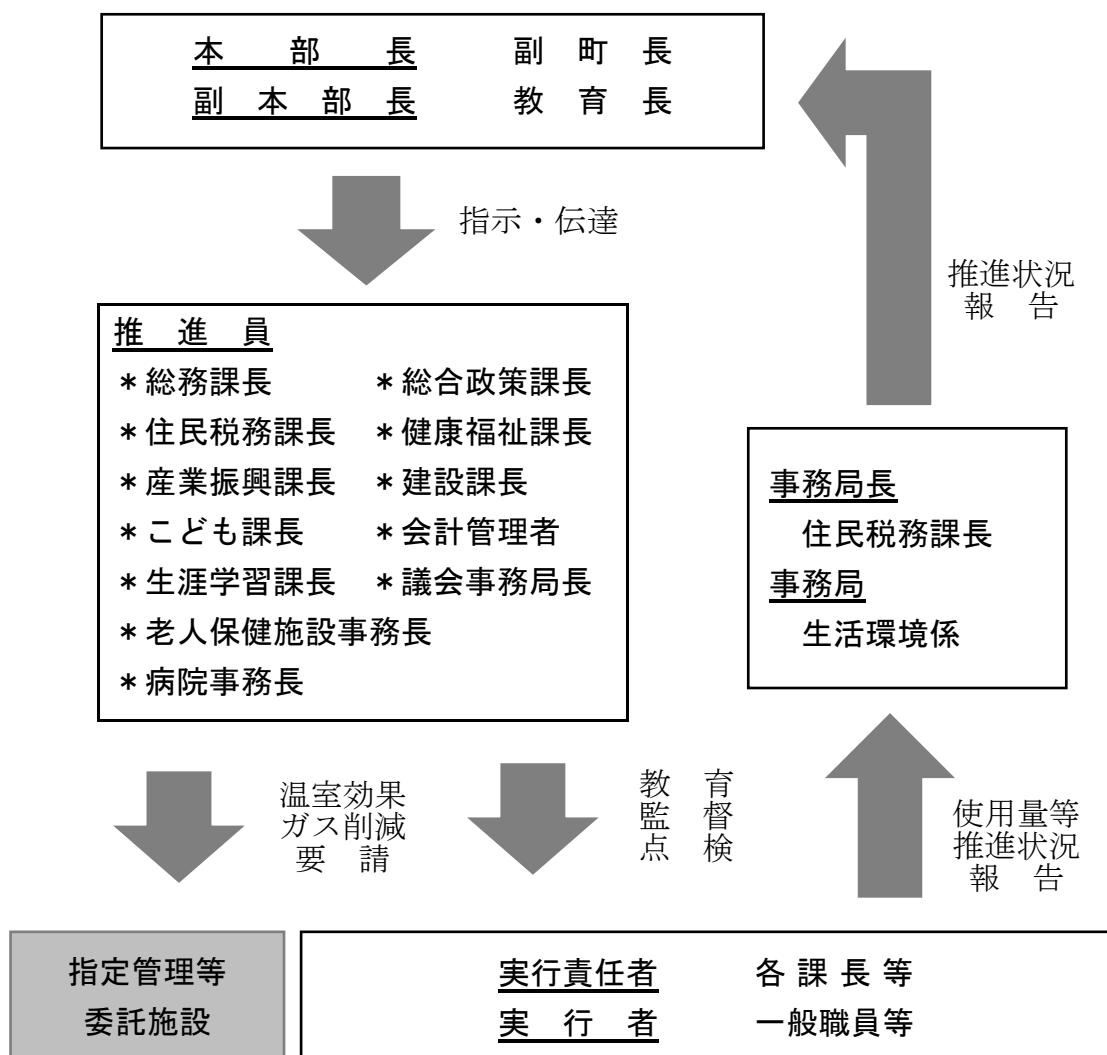 本部長　副町長
副本部長　教育長
指示・伝達
推進状況
報告
推進員
＊総務課長　＊総合政策課長
＊住民税務課長　＊健康福祉課長
＊産業振興課長　＊建設課長
＊こども課長　＊会計管理者
＊生涯学習課長　＊議会事務局長
＊老人保健施設事務長
＊病院事務長
事務局長
住民税務課長
事務局
生活環境係
温室効果
ガス削減
要請
教育
監督
点検
使用量等
推進状況
報告
指定管理等
委託施設
実行責任者　各課長等
実行者　一般職員等